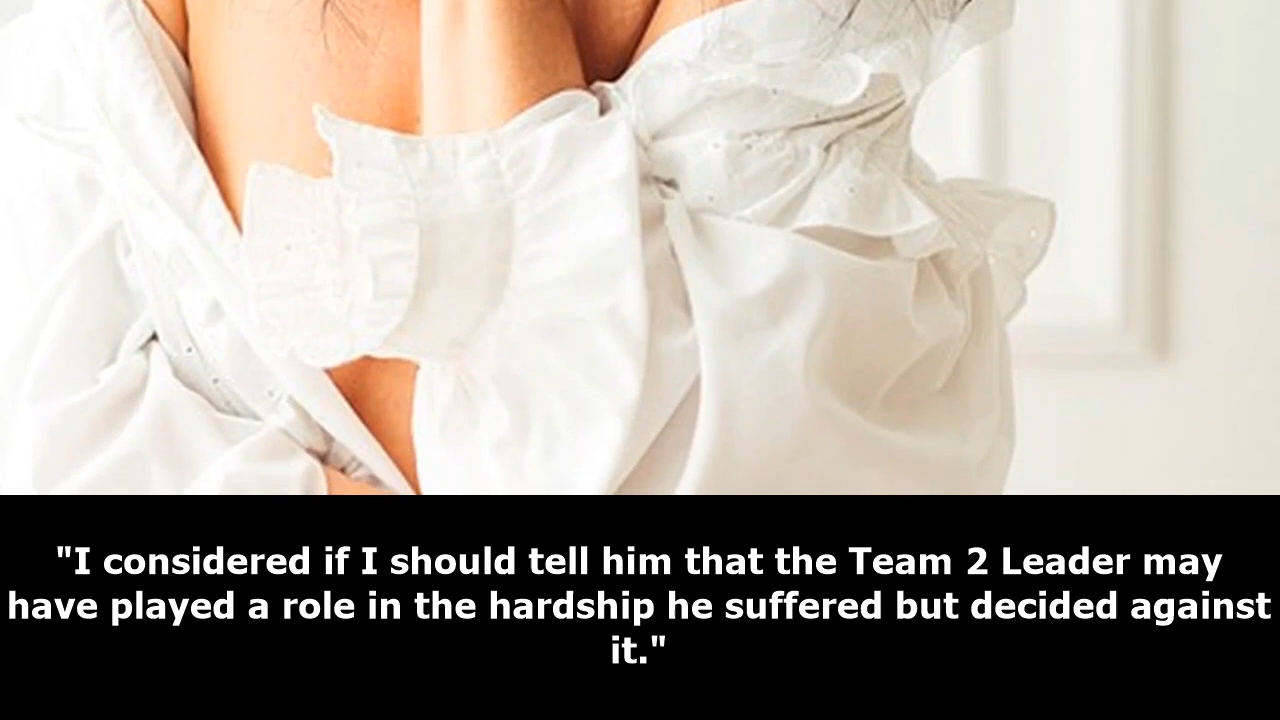 "I considered if I should tell him that the Team 2 Leader may
have played a role in the hardship he suffered but decided against
it."